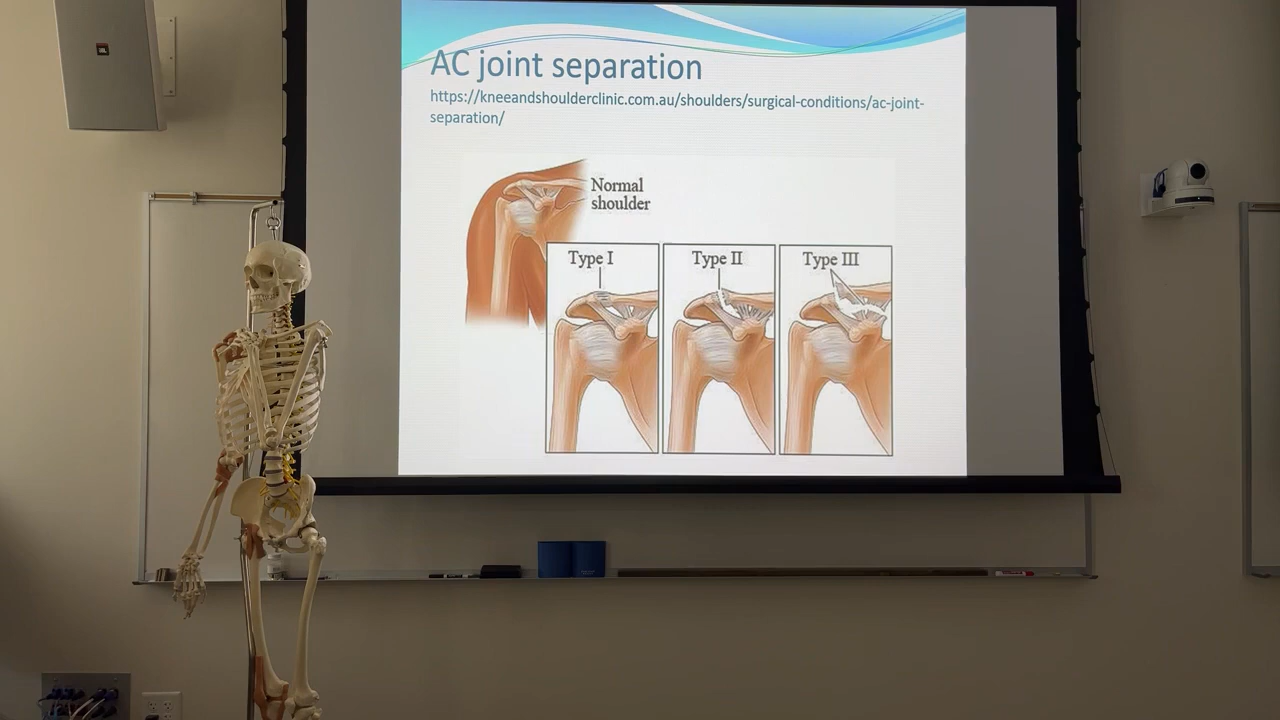 AC joint separation
https://kneeandshoulderclinic.com.au/shoulders/surgical-conditions/ac-joint-
separation/
Normal
shoulder
Type I
Type II
Type III